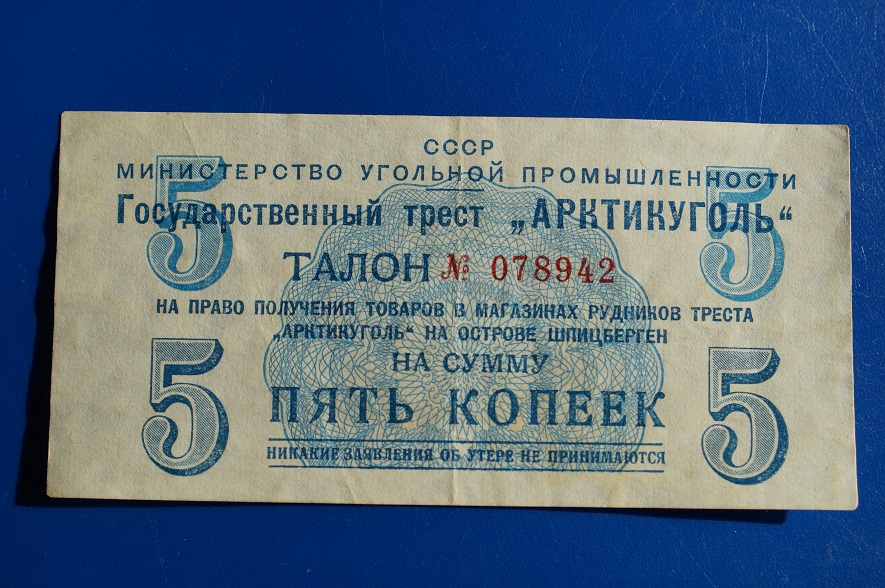 СССР
МИНИСТЕРСТВО УГОЛЬНОЙ ПРОМЫШЛЕННОСТИ
5 5
Государственный трест „АРКТИКУГОЛЬ“
ТАЛОН № 078942
НА ПРАВО ПОЛУЧЕНИЯ ТОВАРОВ В МАГАЗИНАХ РУДНИКОВ ТРЕСТА
„АРКТИКУГОЛЬ“ НА ОСТРОВЕ ШПИЦБЕРГЕН
НА СУММУ
5 ПЯТЬ КОПЕЕК 5
НИКАКИЕ ЗАЯВЛЕНИЯ ОБ УТЕРЕ НЕ ПРИНИМАЮТСЯ